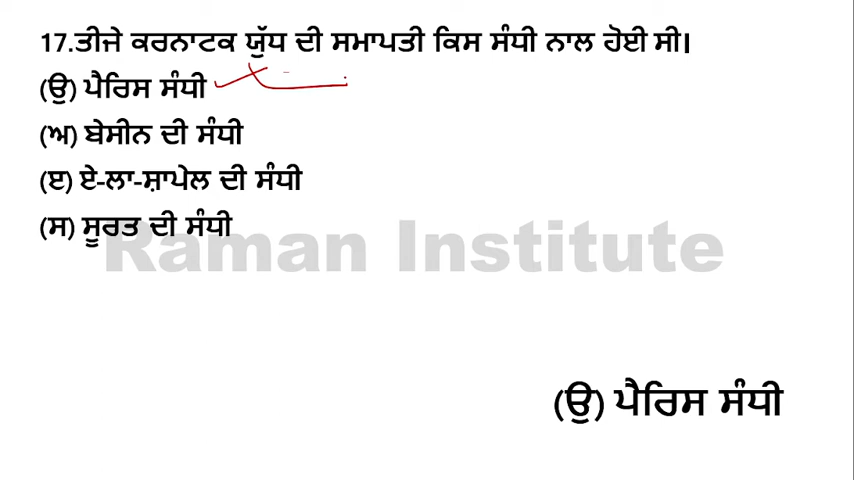 17.ਤੀਜੇ ਕਰਨਾਟਕ ਯੁੱਧ ਦੀ ਸਮਾਪਤੀ ਕਿਸ ਸੰਧੀ ਨਾਲ ਹੋਈ ਸੀ।
(ਉ) ਪੈਰਿਸ ਸੰਧੀ
(ਅ) ਬੇਸੀਨ ਦੀ ਸੰਧੀ
(ੲ) ਏ-ਲਾ-ਸ਼ਾਪੇਲ ਦੀ ਸੰਧੀ
(ਸ) ਸੂਰਤ ਦੀ ਸੰਧੀ
Raman Institute
(ਉ) ਪੈਰਿਸ ਸੰਧੀ